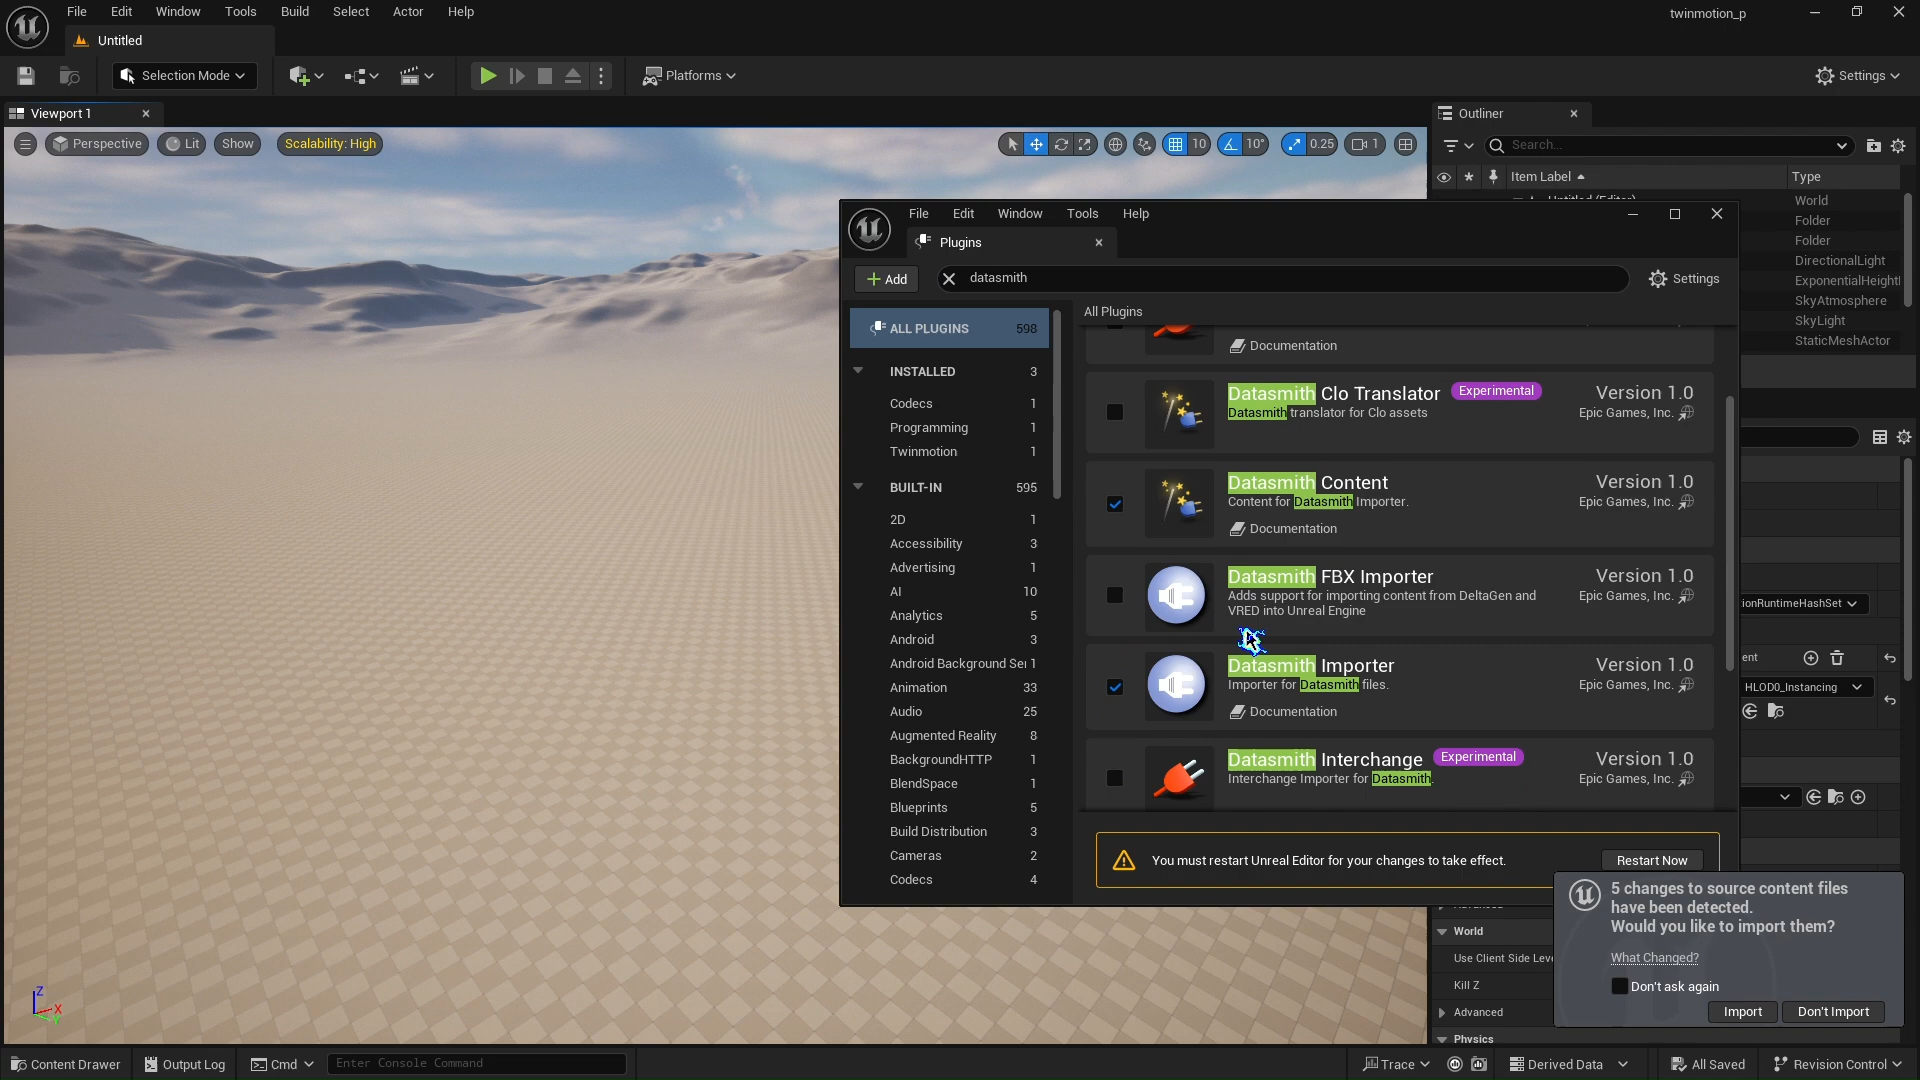 File Edit Window Tools Build Select Actor Help
twinmotion_p
Untitled
Selection Mode
Platforms
Settings
Viewport 1
Outliner
Perspective Lit Show Scalability: High
10 10° 0.25 1
Search...
Item Label Type
World
Folder
Folder
DirectionalLight
ExponentialHeight
SkyAtmosphere
SkyLight
StaticMeshActor
File Edit Window Tools Help
Plugins
Add
datasmith
Settings
ALL PLUGINS 598
INSTALLED 3
Codecs 1
Programming 1
Twinmotion 1
BUILT-IN 595
2D 1
Accessibility 3
Advertising 1
AI 10
Analytics 5
Android 3
Android Background Ser 1
Animation 33
Audio 25
Augmented Reality 8
BackgroundHTTP 1
BlendSpace 1
Blueprints 5
Build Distribution 3
Cameras 2
Codecs 4
All Plugins
Documentation
Datasmith Clo Translator Experimental Version 1.0
Datasmith translator for Clo assets Epic Games, Inc.
Datasmith Content Version 1.0
Content for Datasmith Importer. Epic Games, Inc.
Documentation
Datasmith FBX Importer Version 1.0
Adds support for importing content from DeltaGen and Epic Games, Inc.
VRED into Unreal Engine
Datasmith Importer Version 1.0
Importer for Datasmith files. Epic Games, Inc.
Documentation
Datasmith Interchange Experimental Version 1.0
Interchange Importer for Datasmith. Epic Games, Inc.
You must restart Unreal Editor for your changes to take effect. Restart Now
ionRuntimeHashSet
ent
HLOD0_Instancing
World
Use Client Side Leve
Kill Z
Advanced
Physics
5 changes to source content files
have been detected.
Would you like to import them?
What Changed?
Don't ask again
Import Don't Import
Z
X
Y
Content Drawer Output Log Cmd Enter Console Command
Trace Derived Data All Saved Revision Control